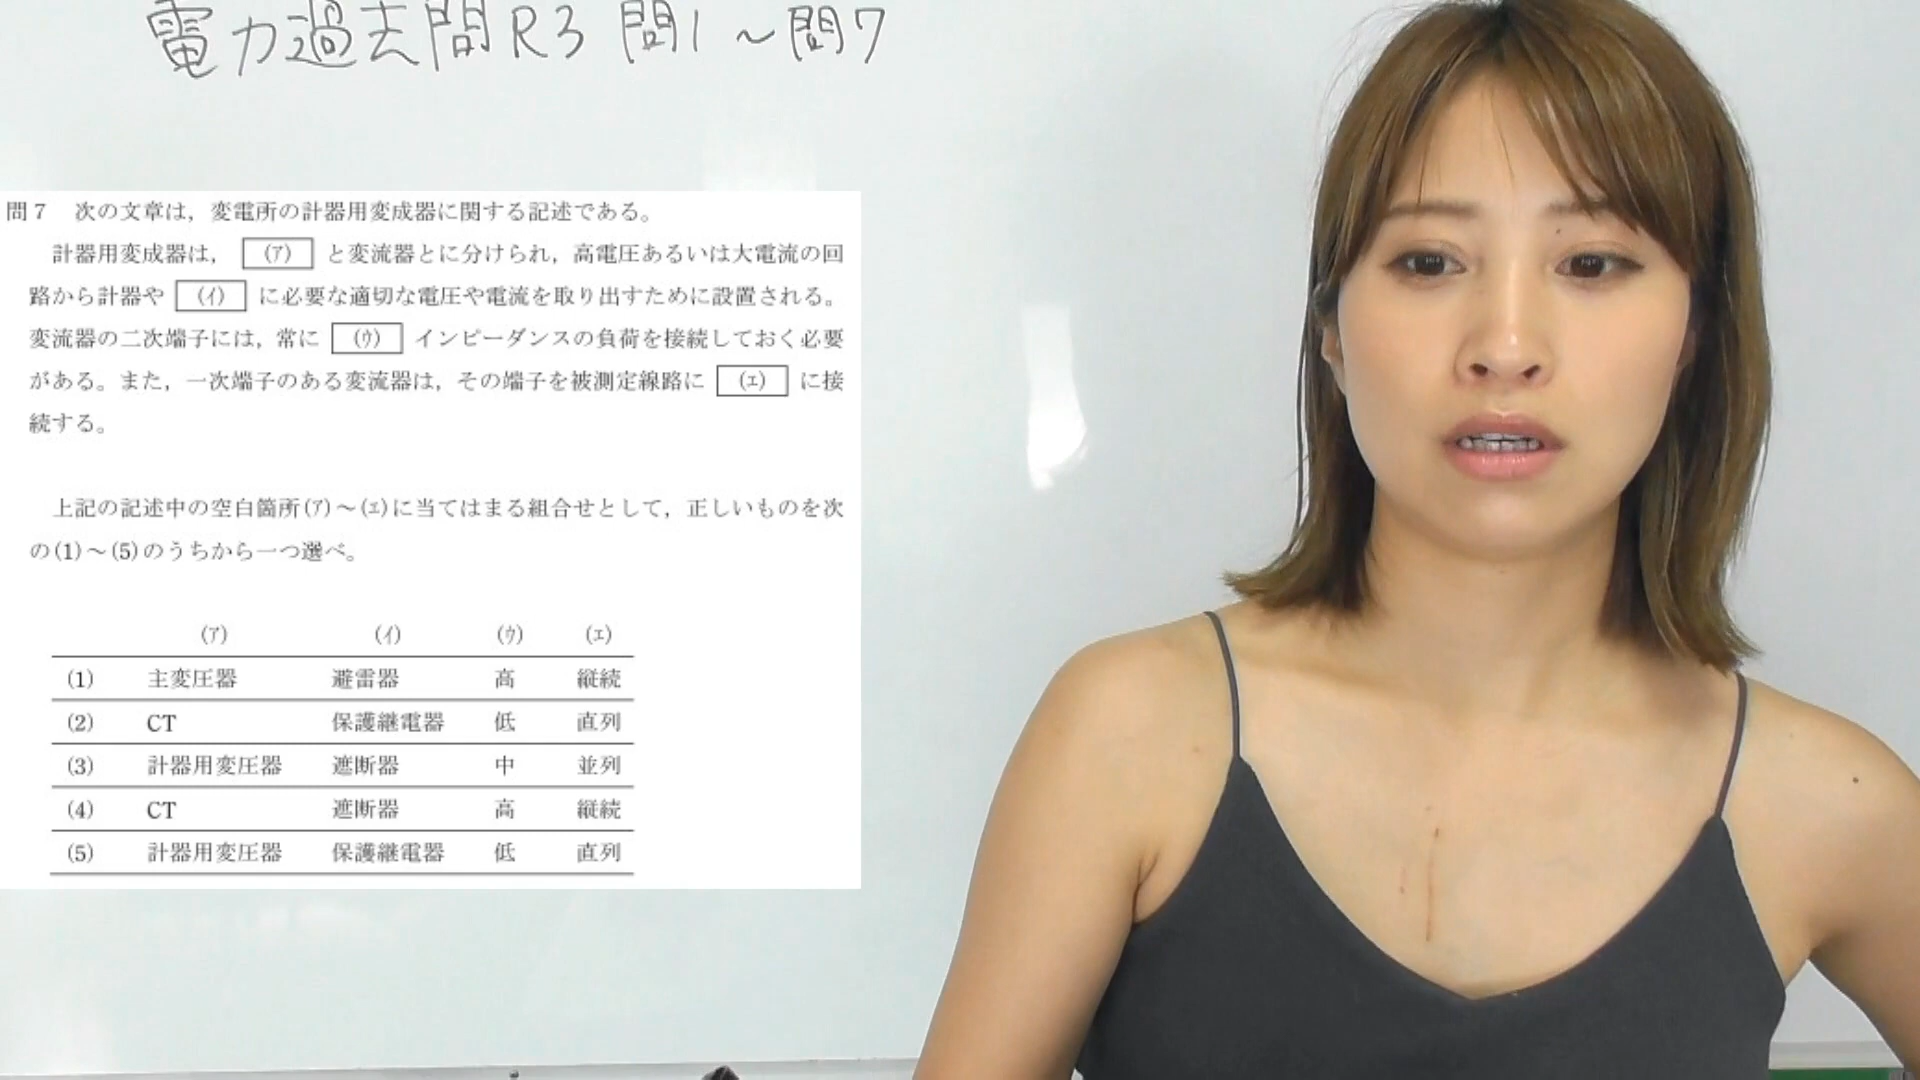 電力過去問R3 問1～問7
問7 次の文章は，変電所の計器用変成器に関する記述である。
計器用変成器は， (ア) と変流器とに分けられ，高電圧あるいは大電流の回
路から計器や (イ) に必要な適切な電圧や電流を取り出すために設置される。
変流器の二次端子には，常に (ウ) インピーダンスの負荷を接続しておく必要
がある。また，一次端子のある変流器は，その端子を被測定線路に (エ) に接
続する。
上記の記述中の空白箇所(ア)～(エ)に当てはまる組合せとして，正しいものを次
の(1)～(5)のうちから一つ選べ。
(ア) (イ) (ウ) (エ)
(1) 主変圧器 避雷器 高 縦続
(2) CT 保護継電器 低 直列
(3) 計器用変圧器 遮断器 中 並列
(4) CT 遮断器 高 縦続
(5) 計器用変圧器 保護継電器 低 直列